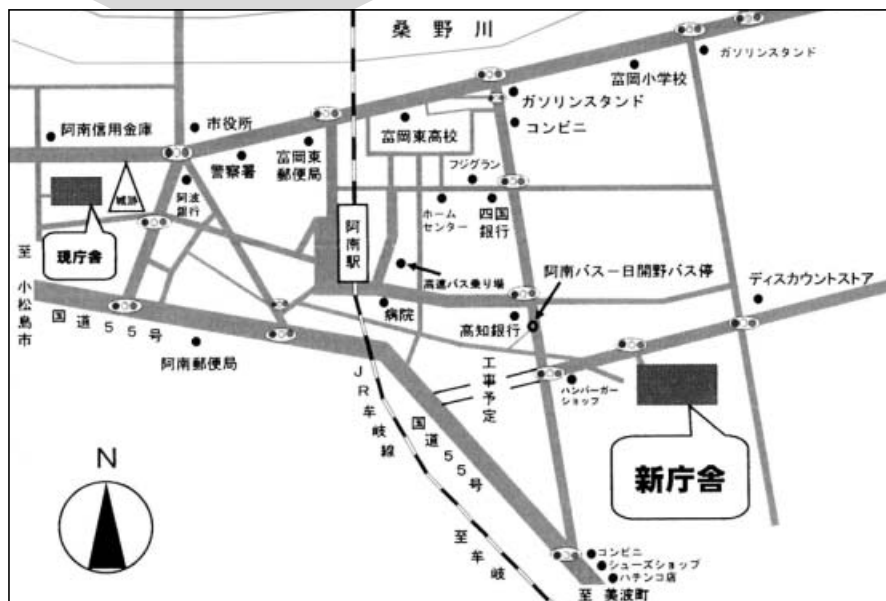 桑野川
ガソリンスタンド
富岡小学校
ガソリンスタンド
コンビニ
阿南信用金庫
市役所
富岡東高校
富岡東
郵便局
警察署
フジグラン
城跡
阿波
銀行
ホーム
センター
四国
銀行
現庁舎
阿南駅
至小松島市
高速バス乗り場
阿南バス一日開野バス停
ディスカウントストア
国道55号
病院
高知銀行
阿南郵便局
工事予定
ハンバーガー
ショップ
JR牟岐線
国道55号
新庁舎
N
至牟岐
コンビニ
シューズショップ
ハチンコ店
至 美波町